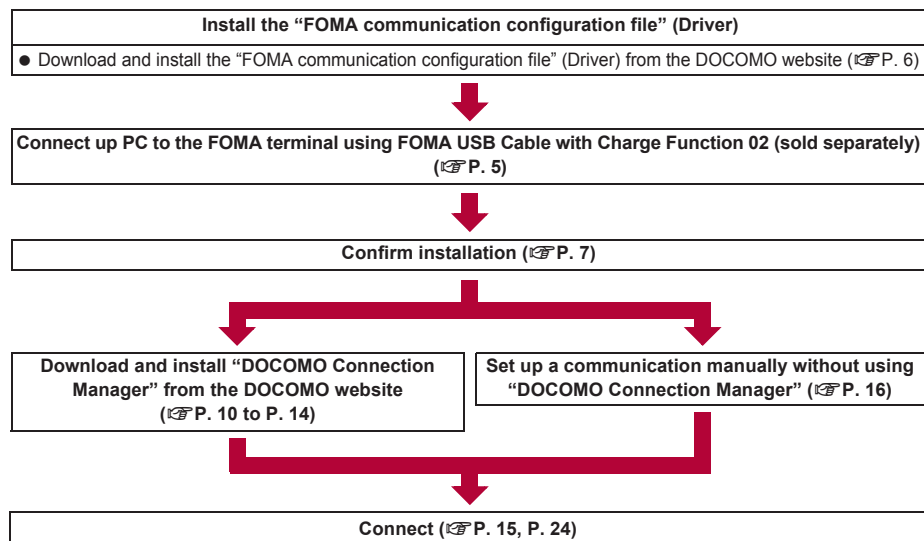 Install the “FOMA communication configuration file” (Driver)
● Download and install the “FOMA communication configuration file” (Driver) from the DOCOMO website (☞P. 6)
Connect up PC to the FOMA terminal using FOMA USB Cable with Charge Function 02 (sold separately)
(☞P. 5)
Confirm installation (☞P. 7)
Download and install “DOCOMO Connection
Manager” from the DOCOMO website
(☞P. 10 to P. 14)
Set up a communication manually without using
“DOCOMO Connection Manager” (☞P. 16)
Connect (☞P. 15, P. 24)